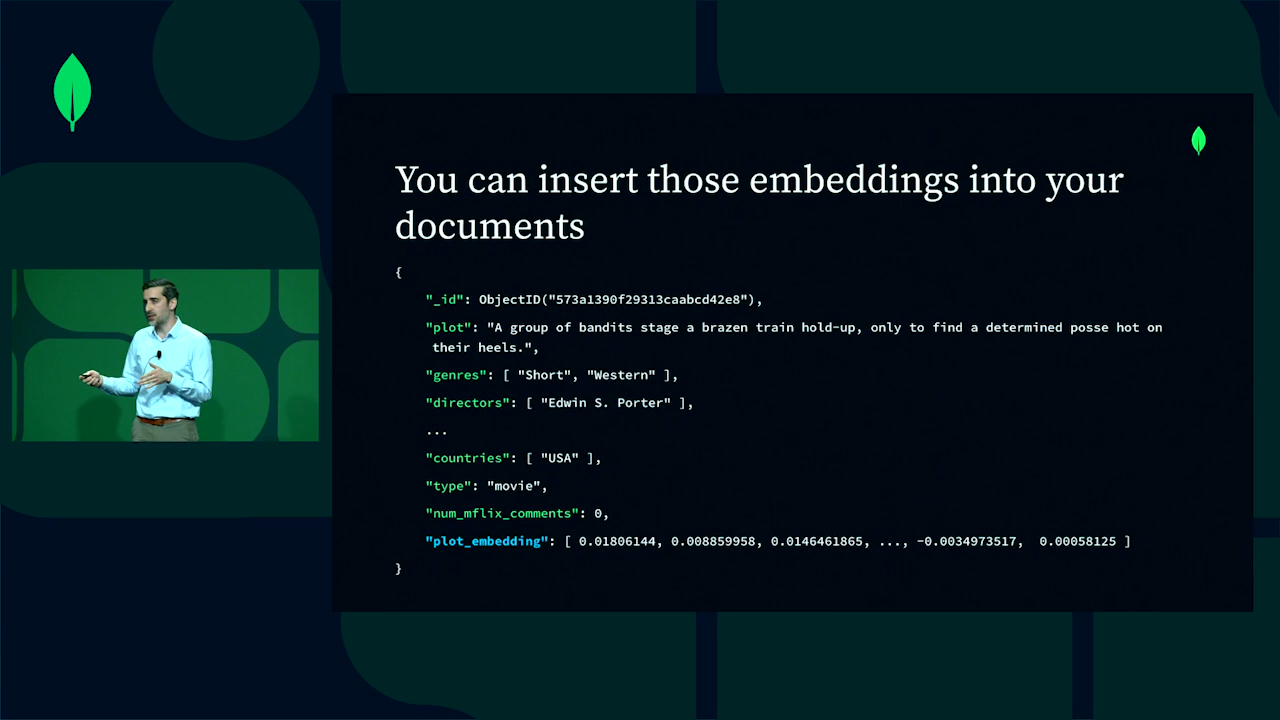 You can insert those embeddings into your
documents
{
"_id": ObjectID("573a1390f29313caabcd42e8"),
"plot": "A group of bandits stage a brazen train hold-up, only to find a determined posse hot on
their heels.",
"genres": [ "Short", "Western" ],
"directors": [ "Edwin S. Porter" ],
...
"countries": [ "USA" ],
"type": "movie",
"num_mflix_comments": 0,
"plot_embedding": [ 0.01806144, 0.008859958, 0.0146461865, ..., -0.0034973517, 0.00058125 ]
}